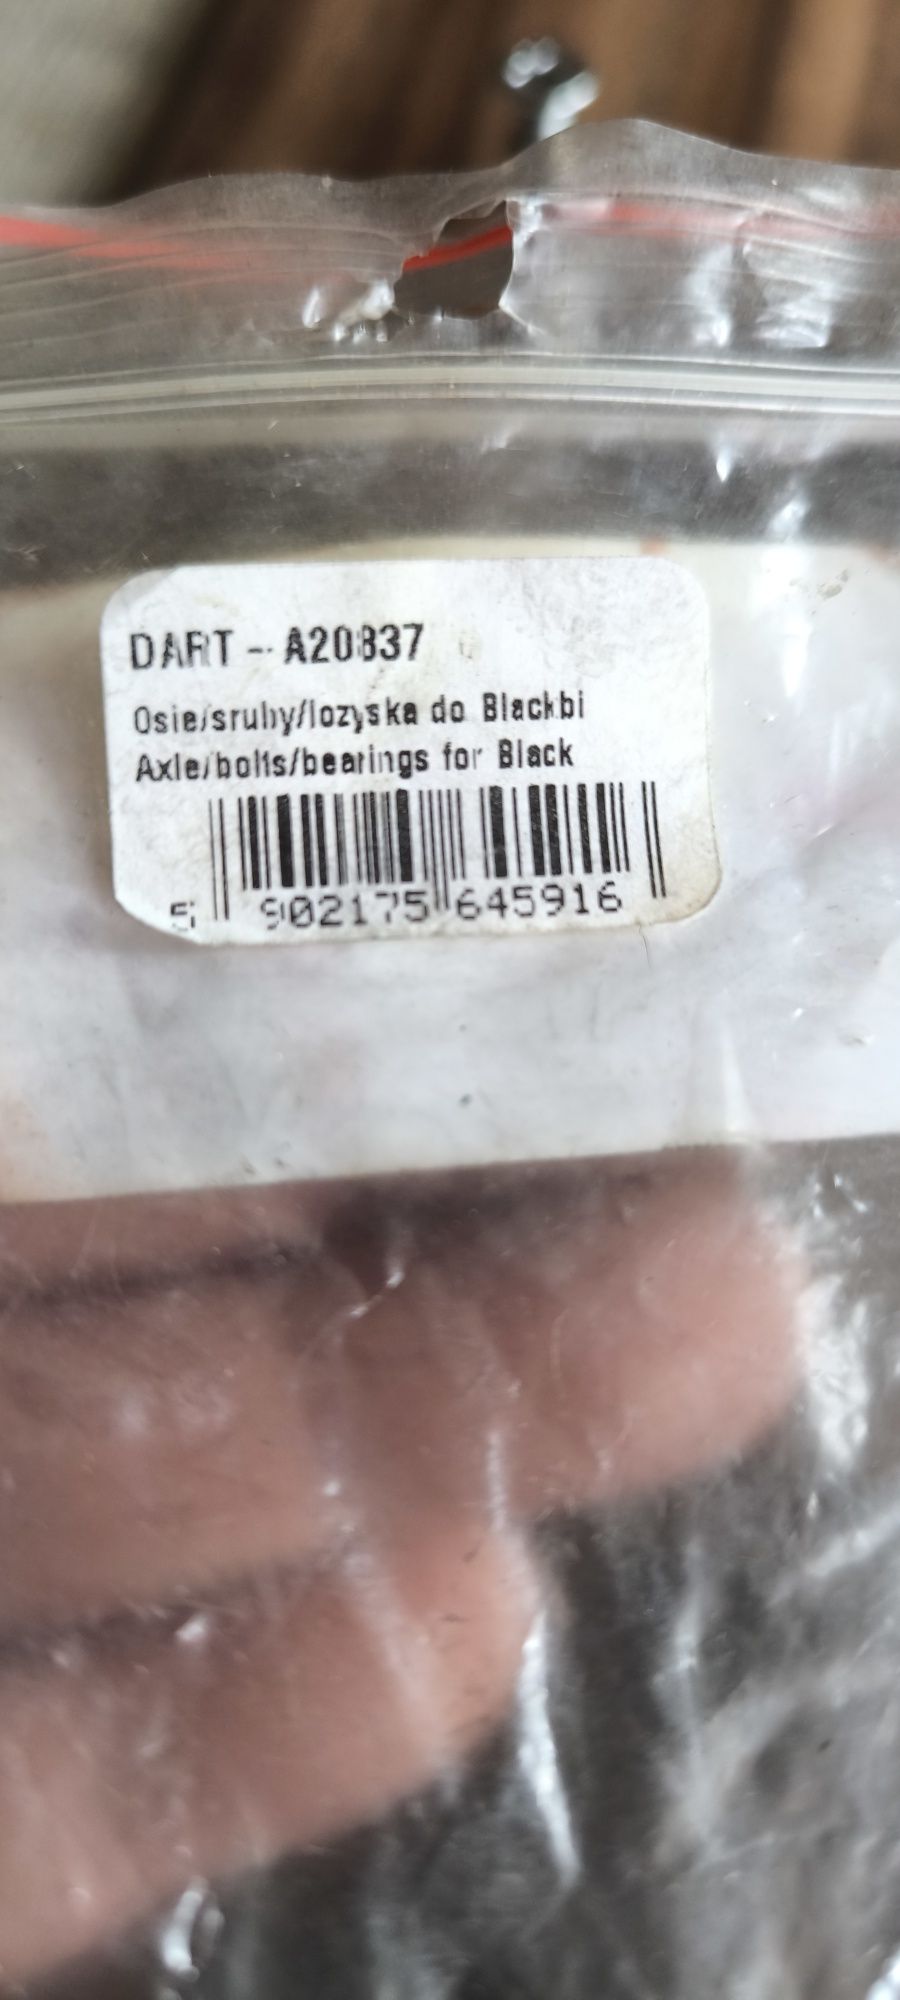 DART - A20837
Osie/sruby/lozyska do Blackbi
Axle/bolts/bearings for Black
5 902175 645916